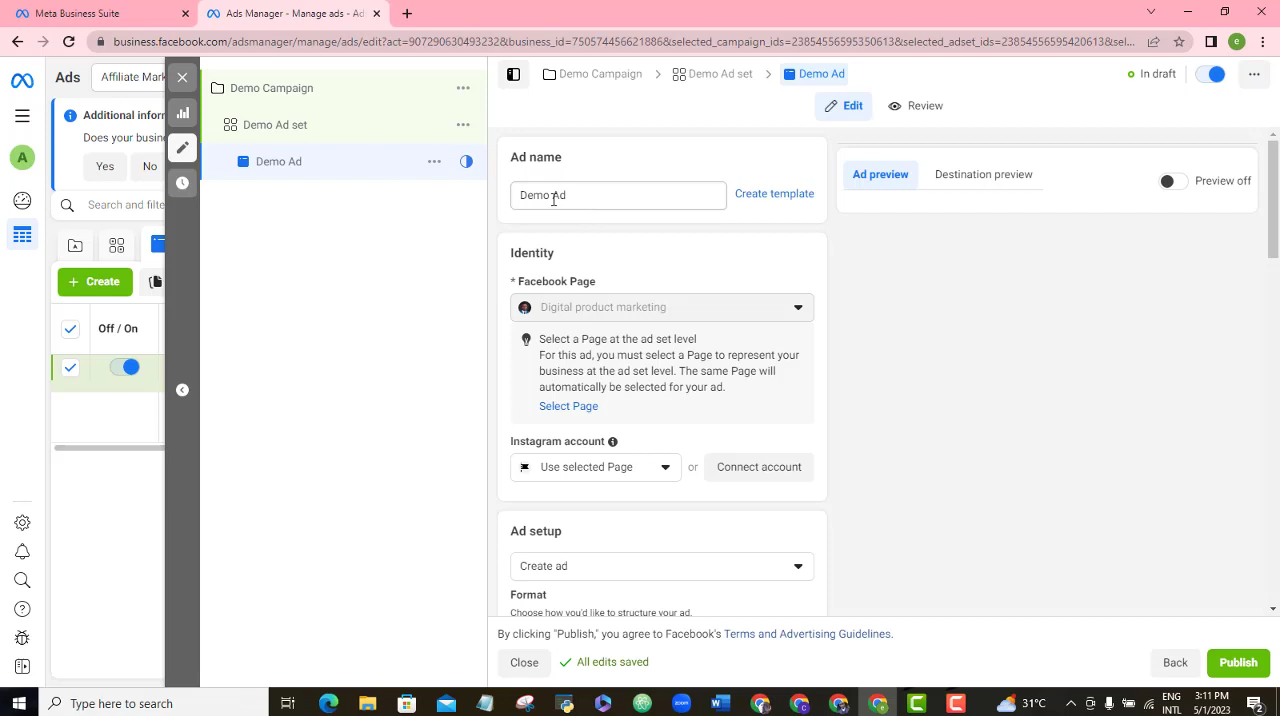 Meta Business Suite
Ads Manager - Manage ads - Ad
business.facebook.com/adsmanager/manage/ads/edit?act=907290630493232&business_id=750574455621886&selected_campaign_ids=23854556595350613&selected_adset_ids=23854556595420613&sel...
e
Ads
Affiliate Mark
Additional inforr
Does your busine
Yes
No
Search and filte
Create
Off / On
A
Demo Campaign
Demo Ad set
Demo Ad
Demo Campaign
Demo Ad set
Demo Ad
In draft
Edit
Review
Ad name
Demo Ad
Create template
Identity
* Facebook Page
Digital product marketing
Select a Page at the ad set level
For this ad, you must select a Page to represent your
business at the ad set level. The same Page will
automatically be selected for your ad.
Select Page
Instagram account
Use selected Page
or
Connect account
Ad setup
Create ad
Format
Choose how you'd like to structure your ad.
Ad preview
Destination preview
Preview off
By clicking "Publish," you agree to Facebook's Terms and Advertising Guidelines.
Close
All edits saved
Back
Publish
Type here to search
zoom
31°C
ENG
INTL
3:11 PM
5/1/2023